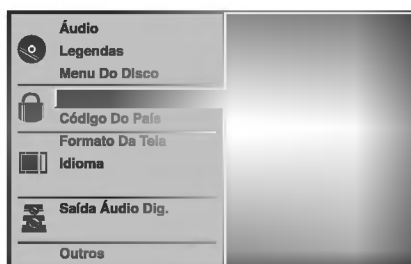 Áudio
Legendas
Menu Do Disco
Código Do País
Formato Da Tela
Idioma
Saída Áudio Dig.
Outros